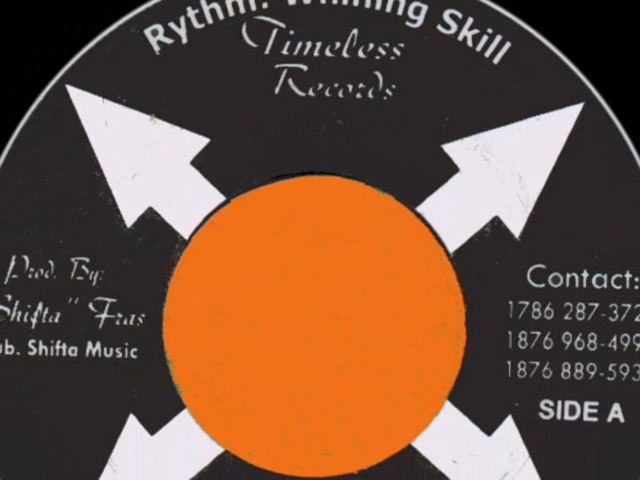 Rythm: Winning Skill
Timeless
Records
Prod. By:
"Shifta" Fras
ub. Shifta Music
Contact:
1786 287-372
1876 968-499
1876 889-593
SIDE A